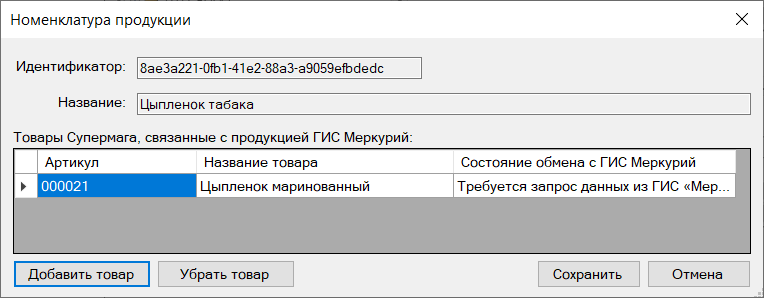 Номенклатура продукции
Идентификатор: 8ae3a221-0fb1-41e2-88a3-a9059efbdedc
Название: Цыпленок табака
Товары Супермага, связанные с продукцией ГИС Меркурий:
Артикул Название товара Состояние обмена с ГИС Меркурий
000021 Цыпленок маринованный Требуется запрос данных из ГИС «Мер...
Добавить товар Убрать товар Сохранить Отмена